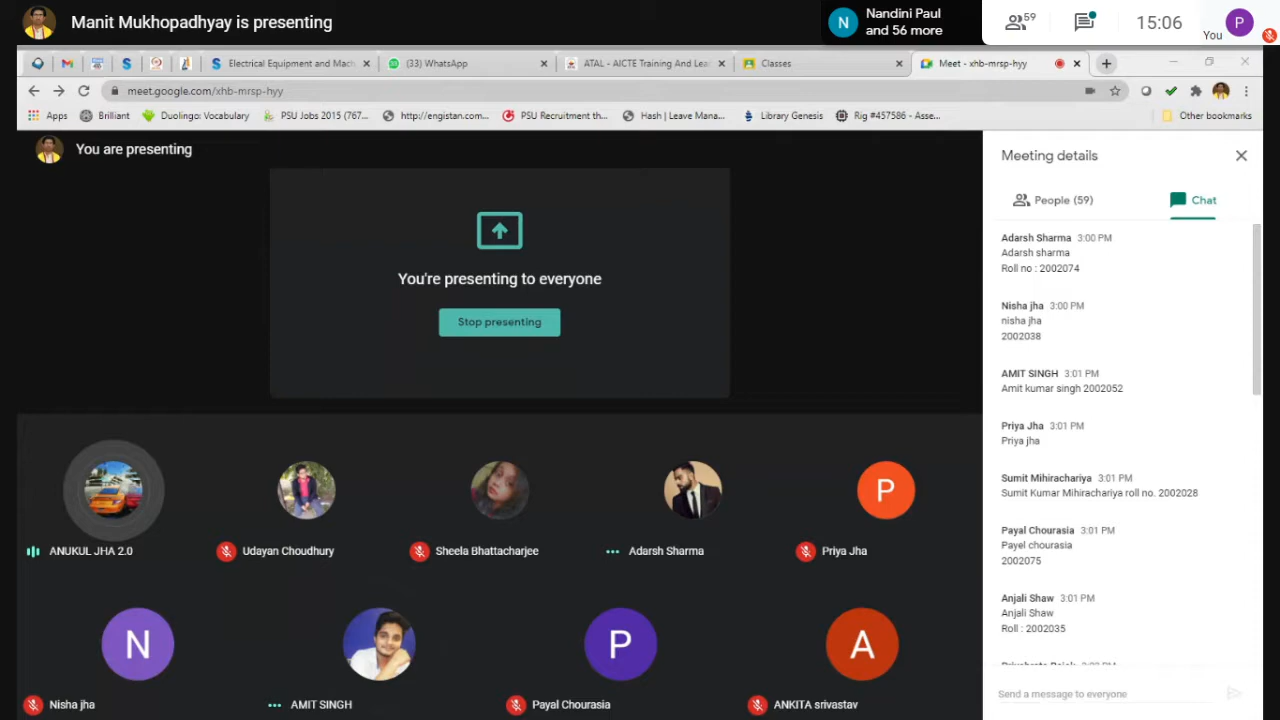 Manit Mukhopadhyay is presenting
N
Nandini Paul
and 56 more
59
15:06
You
P
Electrical Equipment and Mach
(33) WhatsApp
ATAL - AICTE Training And Lea
Classes
Meet - xhb-mrsp-hyy
meet.google.com/xhb-mrsp-hyy
Apps
Brilliant
Duolingo: Vocabulary
PSU Jobs 2015 (767...
http://engistan.com...
PSU Recruitment th...
Hash | Leave Mana...
Library Genesis
Rig #457586 - Asse...
Other bookmarks
You are presenting
You're presenting to everyone
Stop presenting
ANUKUL JHA 2.0
Udayan Choudhury
Sheela Bhattacharjee
Adarsh Sharma
P
Priya Jha
N
Nisha jha
AMIT SINGH
P
Payal Chourasia
A
ANKITA srivastav
Meeting details
People (59)
Chat
Adarsh Sharma 3:00 PM
Adarsh sharma
Roll no : 2002074
Nisha jha 3:00 PM
nisha jha
2002038
AMIT SINGH 3:01 PM
Amit kumar singh 2002052
Priya Jha 3:01 PM
Priya jha
Sumit Mihirachariya 3:01 PM
Sumit Kumar Mihirachariya roll no. 2002028
Payal Chourasia 3:01 PM
Payel chourasia
2002075
Anjali Shaw 3:01 PM
Anjali Shaw
Roll : 2002035
Send a message to everyone